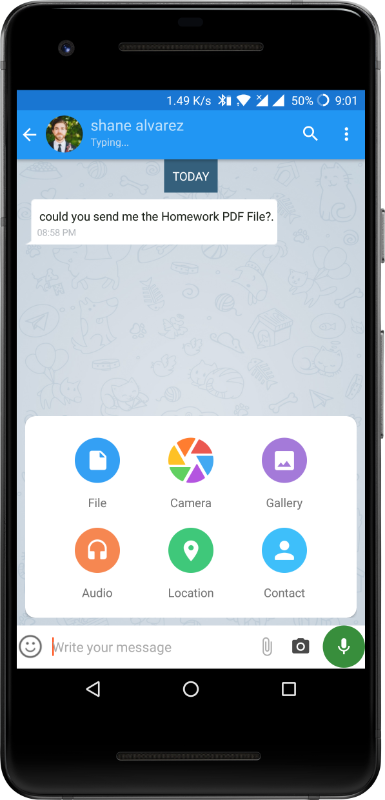 1.49 K/s 50% 9:01
shane alvarez
Typing...
TODAY
could you send me the Homework PDF File?.
08:58 PM
File Camera Gallery
Audio Location Contact
Write your message